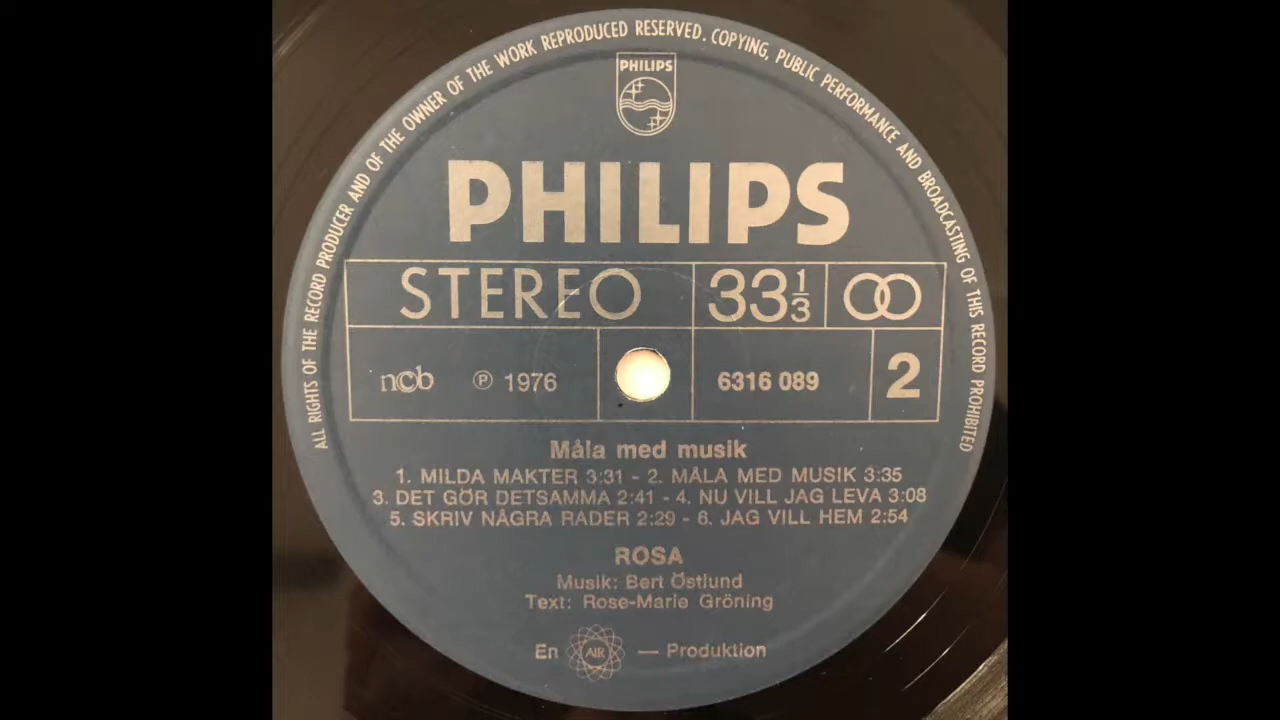 ALL RIGHTS OF THE RECORD PRODUCER AND OF THE OWNER OF THE WORK REPRODUCED RESERVED. COPYING, PUBLIC PERFORMANCE AND BROADCASTING OF THIS RECORD PROHIBITED
PHILIPS
PHILIPS
STEREO 33 1/3
ncb ℗ 1976 6316 089 2
Måla med musik
1. MILDA MAKTER 3:31 - 2. MÅLA MED MUSIK 3:35
3. DET GÖR DETSAMMA 2:41 - 4. NU VILL JAG LEVA 3:08
5. SKRIV NÅGRA RADER 2:29 - 6. JAG VILL HEM 2:54
ROSA
Musik: Bert Östlund
Text: Rose-Marie Gröning
En AIR — Produktion